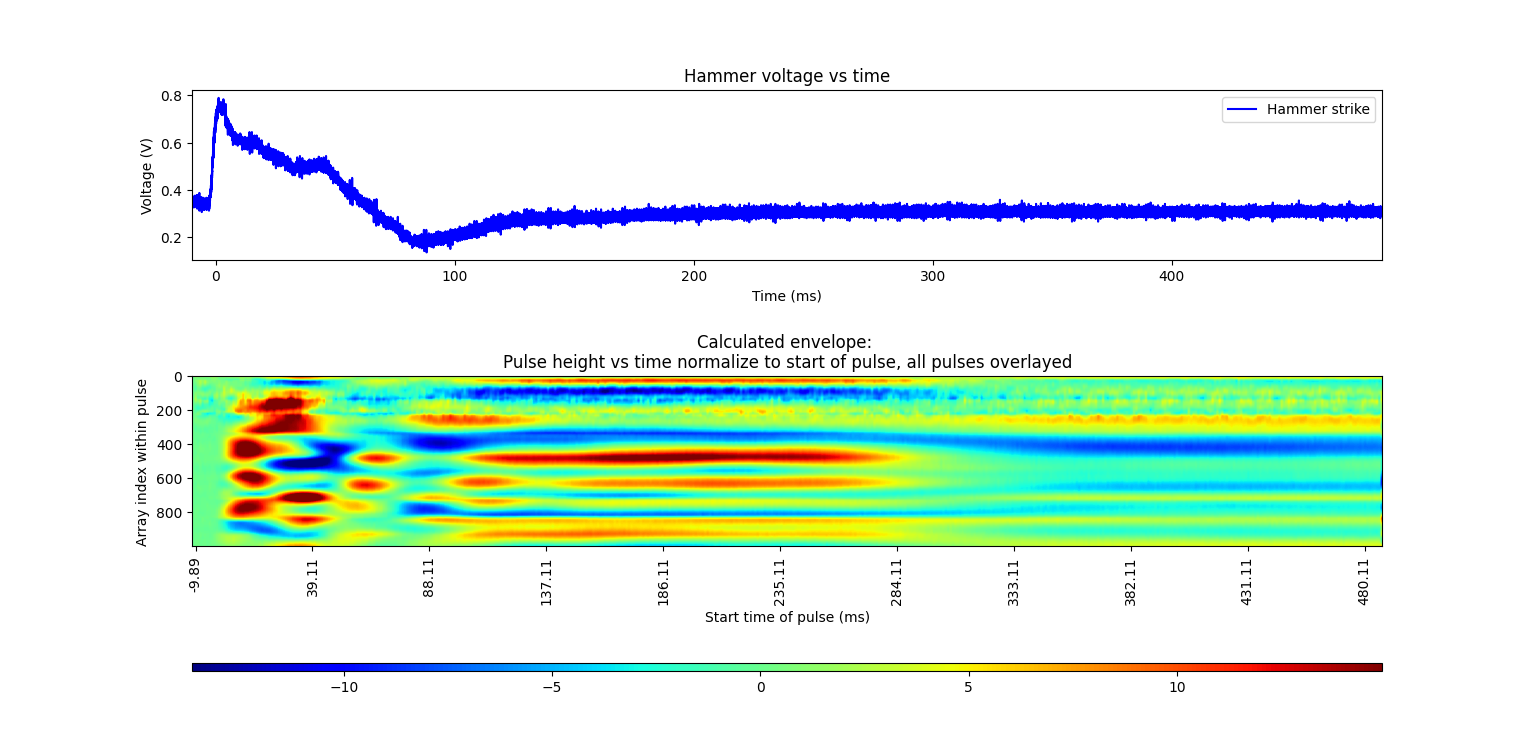 Hammer voltage vs time
0.8
0.6
0.4
0.2
Voltage (V)
Hammer strike
0 100 200 300 400
Time (ms)
Calculated envelope:
Pulse height vs time normalize to start of pulse, all pulses overlayed
0
200
400
600
800
Array index within pulse
-9.89 39.11 88.11 137.11 186.11 235.11 284.11 333.11 382.11 431.11 480.11
Start time of pulse (ms)
−10 −5 0 5 10